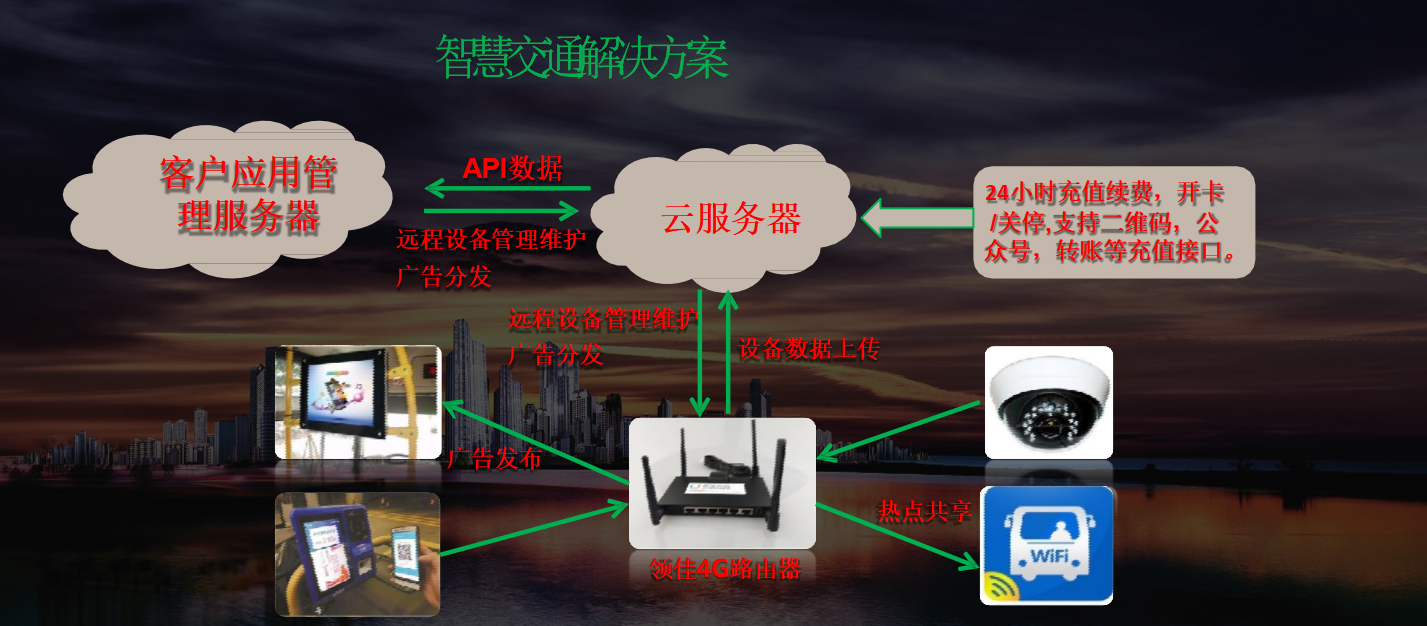 智慧交通解决方案
客户应用管
理服务器
API数据
远程设备管理维护
广告分发
云服务器
24小时充值续费，开卡
/关停,支持二维码，公
众号，转账等充值接口。
远程设备管理维护
广告分发
设备数据上传
广告发布
热点共享
WiFi
领佳4G路由器